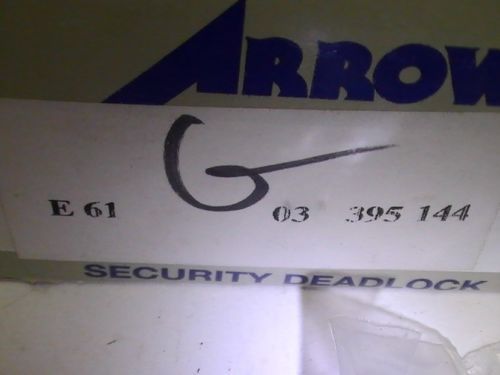 ARROW
G
E 61 03 395 144
SECURITY DEADLOCK